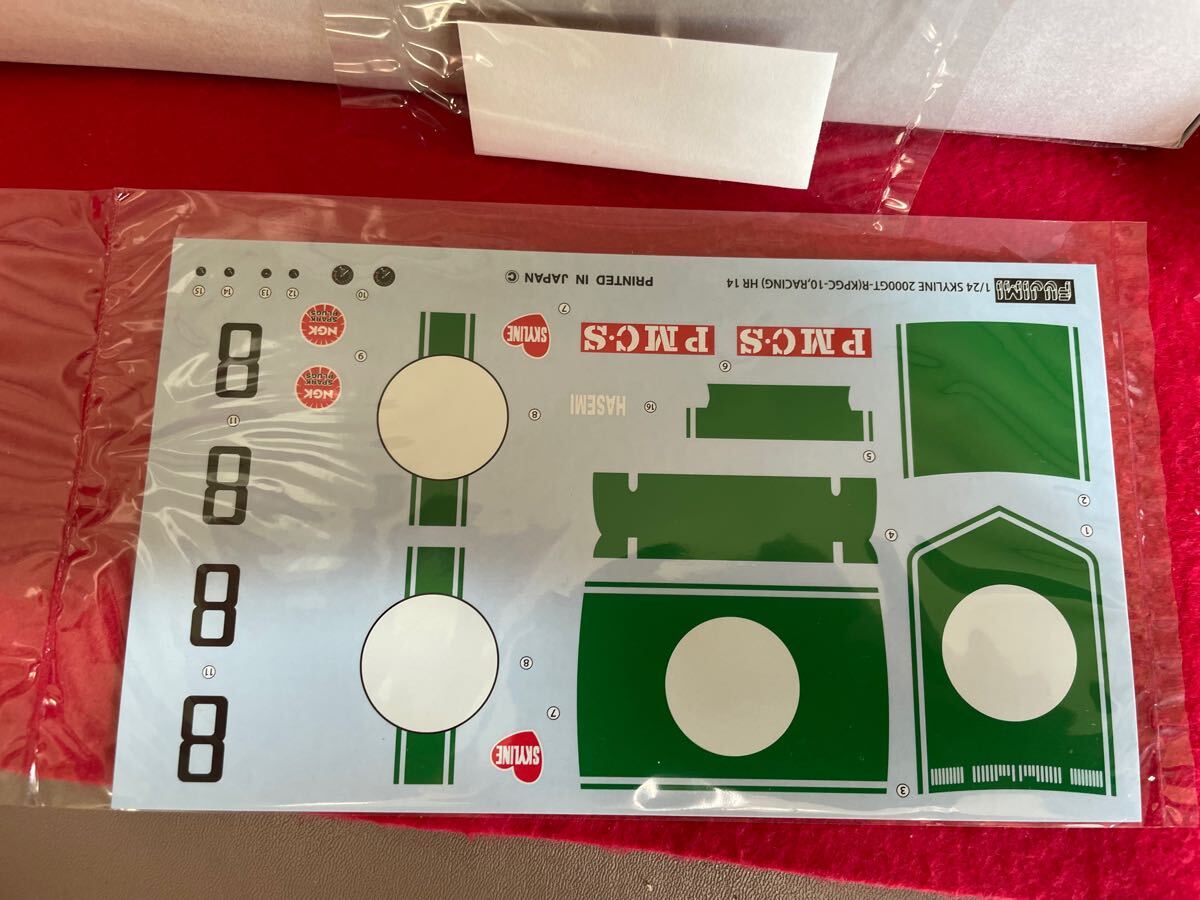 FUJIMI
1/24 SKYLINE 2000GT-R(KPGC-10,RACING) HR 14
PRINTED IN JAPAN ©
1
2
3
4
5
6
PMC·S
PMC·S
7
SKYLINE
7
SKYLINE
8
8
16
HASEMI
9
NGK
SPARK
PLUGS
NGK
SPARK
PLUGS
10
12
13
14
15
11
11
8
8
8
8